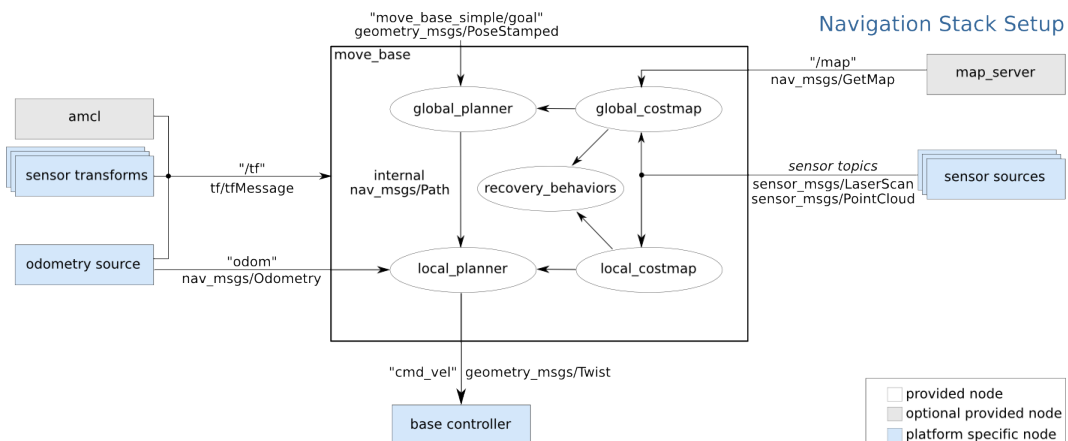 Navigation Stack Setup
"move_base_simple/goal"
geometry_msgs/PoseStamped
move_base
"/map"
nav_msgs/GetMap
map_server
global_planner
global_costmap
amcl
sensor transforms
"/tf"
tf/tfMessage
internal
nav_msgs/Path
recovery_behaviors
sensor topics
sensor_msgs/LaserScan
sensor_msgs/PointCloud
sensor sources
odometry source
"odom"
nav_msgs/Odometry
local_planner
local_costmap
"cmd_vel"
geometry_msgs/Twist
base controller
provided node
optional provided node
platform specific node